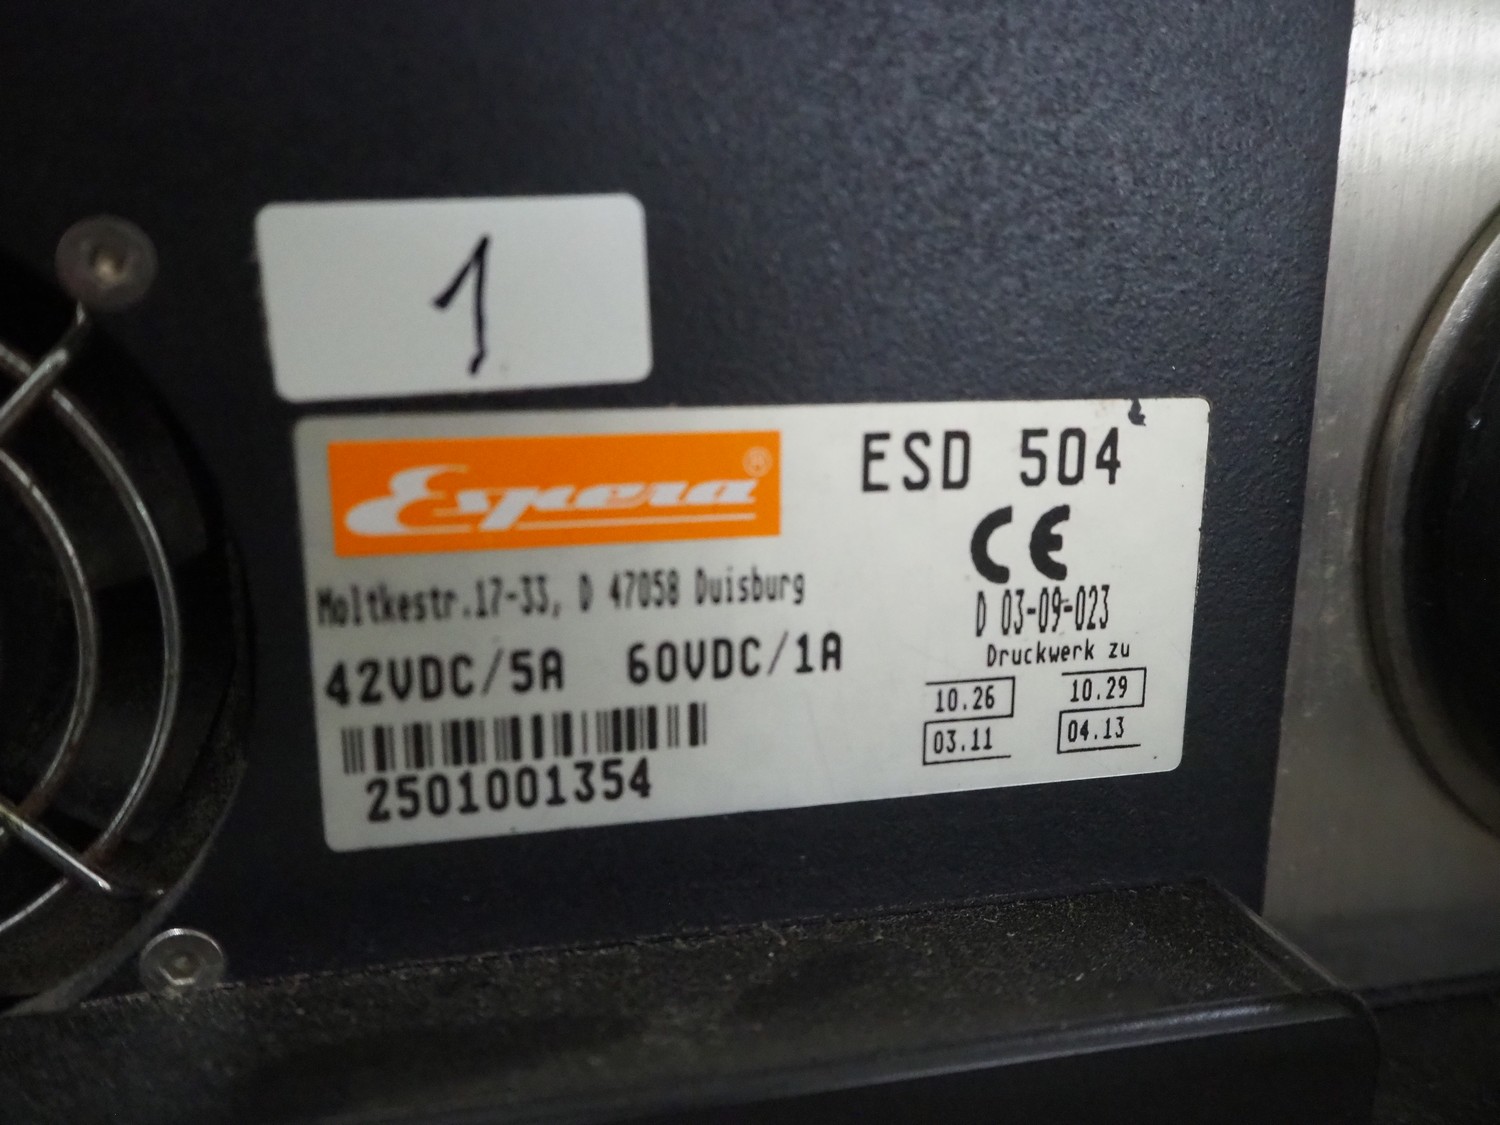 1
Espera®
ESD 504
CE
Moltkestr.17-33, D 47058 Duisburg
D 03-09-023
42VDC/5A 60VDC/1A
Druckwerk zu
10.26 10.29
03.11 04.13
2501001354